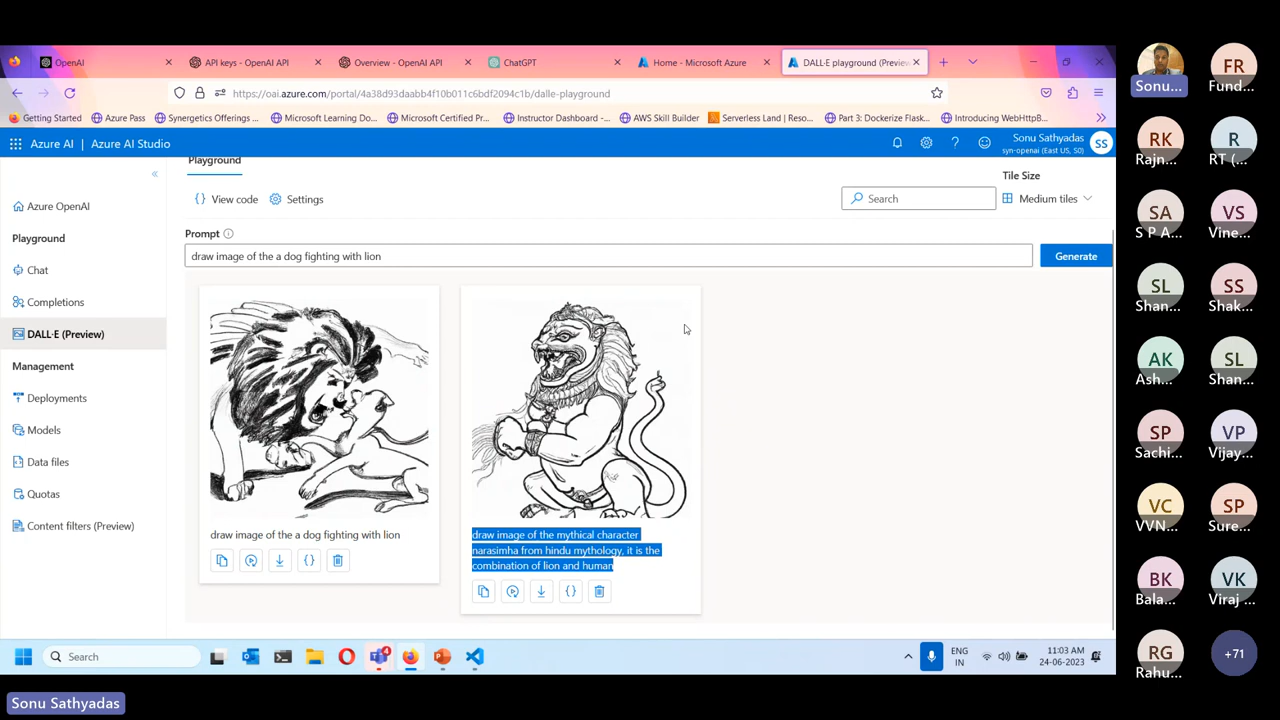 OpenAI
API keys - OpenAI API
Overview - OpenAI API
ChatGPT
Home - Microsoft Azure
DALL·E playground (Preview
https://oai.azure.com/portal/4a38d93daabb4f10b011c6bdf2094c1b/dalle-playground
Getting Started
Azure Pass
Synergetics Offerings ...
Microsoft Learning Do...
Microsoft Certified Pr...
Instructor Dashboard -...
AWS Skill Builder
Serverless Land | Reso...
Part 3: Dockerize Flask...
Introducing WebHttpB...
Azure AI | Azure AI Studio
Sonu Sathyadas
syn-openai (East US, S0)
SS
Azure OpenAI
Playground
Chat
Completions
DALL·E (Preview)
Management
Deployments
Models
Data files
Quotas
Content filters (Preview)
Playground
View code
Settings
Search
Tile Size
Medium tiles
Prompt
draw image of the a dog fighting with lion
Generate
draw image of the a dog fighting with lion
draw image of the mythical character
narasimha from hindu mythology, it is the
combination of lion and human
Search
4
ENG
IN
11:03 AM
24-06-2023
Sonu Sathyadas
Sonu...
FR
Fund...
RK
Rajn...
RT (...
R
SA
S P A...
VS
Vine...
SL
Shan...
SS
Shak...
AK
Ash...
SL
Shan...
SP
Sachi...
VP
Vijay...
VC
VVN...
SP
Sure...
BK
Bala...
VK
Viraj ...
RG
Rahu...
+71